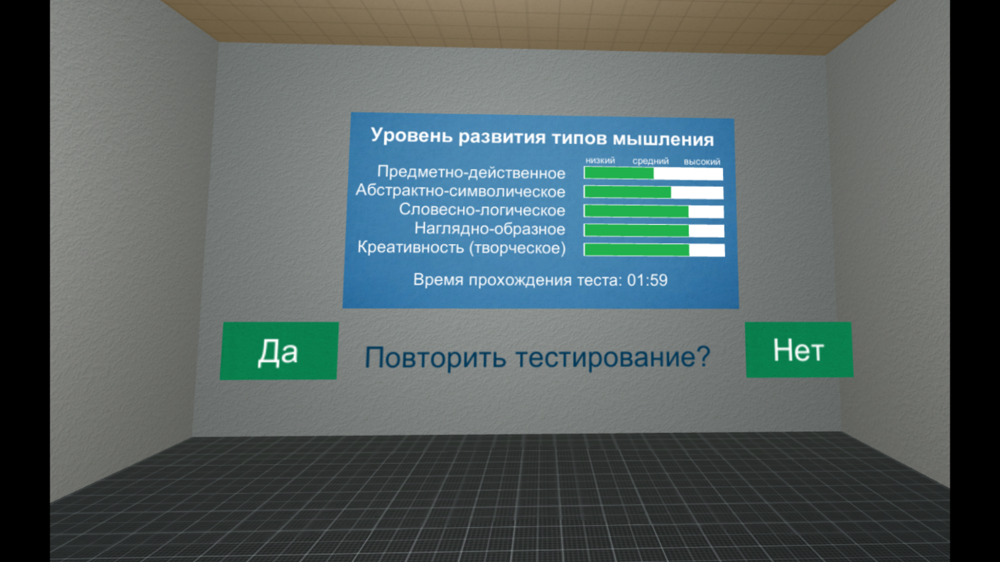 Уровень развития типов мышления
низкий средний высокий
Предметно-действенное
Абстрактно-символическое
Словесно-логическое
Наглядно-образное
Креативность (творческое)
Время прохождения теста: 01:59
Да
Повторить тестирование?
Нет